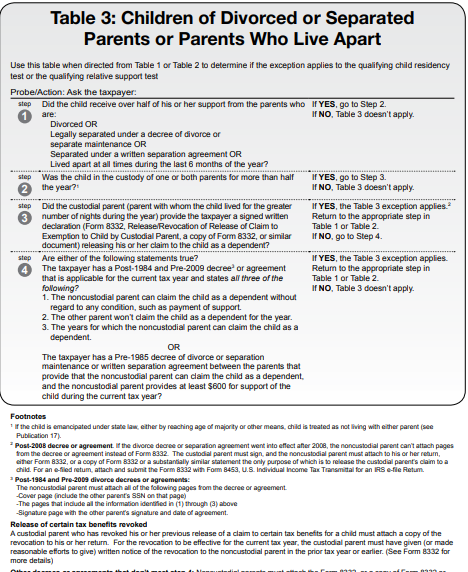 Table 3: Children of Divorced or Separated
Parents or Parents Who Live Apart
Use this table when directed from Table 1 or Table 2 to determine if the exception applies to the qualifying child residency
test or the qualifying relative support test
Probe/Action: Ask the taxpayer:
step
1
Did the child receive over half of his or her support from the parents who
are:
Divorced OR
Legally separated under a decree of divorce or
separate maintenance OR
Separated under a written separation agreement OR
Lived apart at all times during the last 6 months of the year?
If YES, go to Step 2.
If NO, Table 3 doesn't apply.
step
2
Was the child in the custody of one or both parents for more than half
the year?¹
If YES, go to Step 3.
If NO, Table 3 doesn't apply.
step
3
Did the custodial parent (parent with whom the child lived for the greater
number of nights during the year) provide the taxpayer a signed written
declaration (Form 8332, Release/Revocation of Release of Claim to
Exemption to Child by Custodial Parent, a copy of Form 8332, or similar
document) releasing his or her claim to the child as a dependent?
If YES, the Table 3 exception applies.²
Return to the appropriate step in
Table 1 or Table 2.
If NO, go to Step 4.
step
4
Are either of the following statements true?
The taxpayer has a Post-1984 and Pre-2009 decree³ or agreement
that is applicable for the current tax year and states all three of the
following?
1. The noncustodial parent can claim the child as a dependent without
regard to any condition, such as payment of support.
2. The other parent won't claim the child as a dependent for the year.
3. The years for which the noncustodial parent can claim the child as a
dependent.
OR
The taxpayer has a Pre-1985 decree of divorce or separation
maintenance or written separation agreement between the parents that
provide that the noncustodial parent can claim the child as a dependent,
and the noncustodial parent provides at least $600 for support of the
child during the current tax year?
If YES, the Table 3 exception applies.
Return to the appropriate step in
Table 1 or Table 2.
If NO, Table 3 doesn't apply.
Footnotes
¹ If the child is emancipated under state law, either by reaching age of majority or other means, child is treated as not living with either parent (see
Publication 17).
² Post-2008 decree or agreement. If the divorce decree or separation agreement went into effect after 2008, the noncustodial parent can't attach pages
from the decree or agreement instead of Form 8332. The custodial parent must sign, and the noncustodial parent must attach to his or her return,
either Form 8332, or a copy of Form 8332 or a substantially similar statement the only purpose of which is to release the custodial parent's claim to a
child. For an e-filed return, attach and submit the Form 8332 with Form 8453, U.S. Individual Income Tax Transmittal for an IRS e-file Return.
³ Post-1984 and Pre-2009 divorce decrees or agreements:
The noncustodial parent must attach all of the following pages from the decree or agreement.
-Cover page (include the other parent's SSN on that page)
-The pages that include all the information identified in (1) through (3) above
-Signature page with the other parent's signature and date of agreement.
Release of certain tax benefits revoked
A custodial parent who has revoked his or her previous release of a claim to certain tax benefits for a child must attach a copy of the
revocation to his or her return. For the revocation to be effective for the current tax year, the custodial parent must have given (or made
reasonable efforts to give) written notice of the revocation to the noncustodial parent in the prior tax year or earlier. (See Form 8332 for
more details)